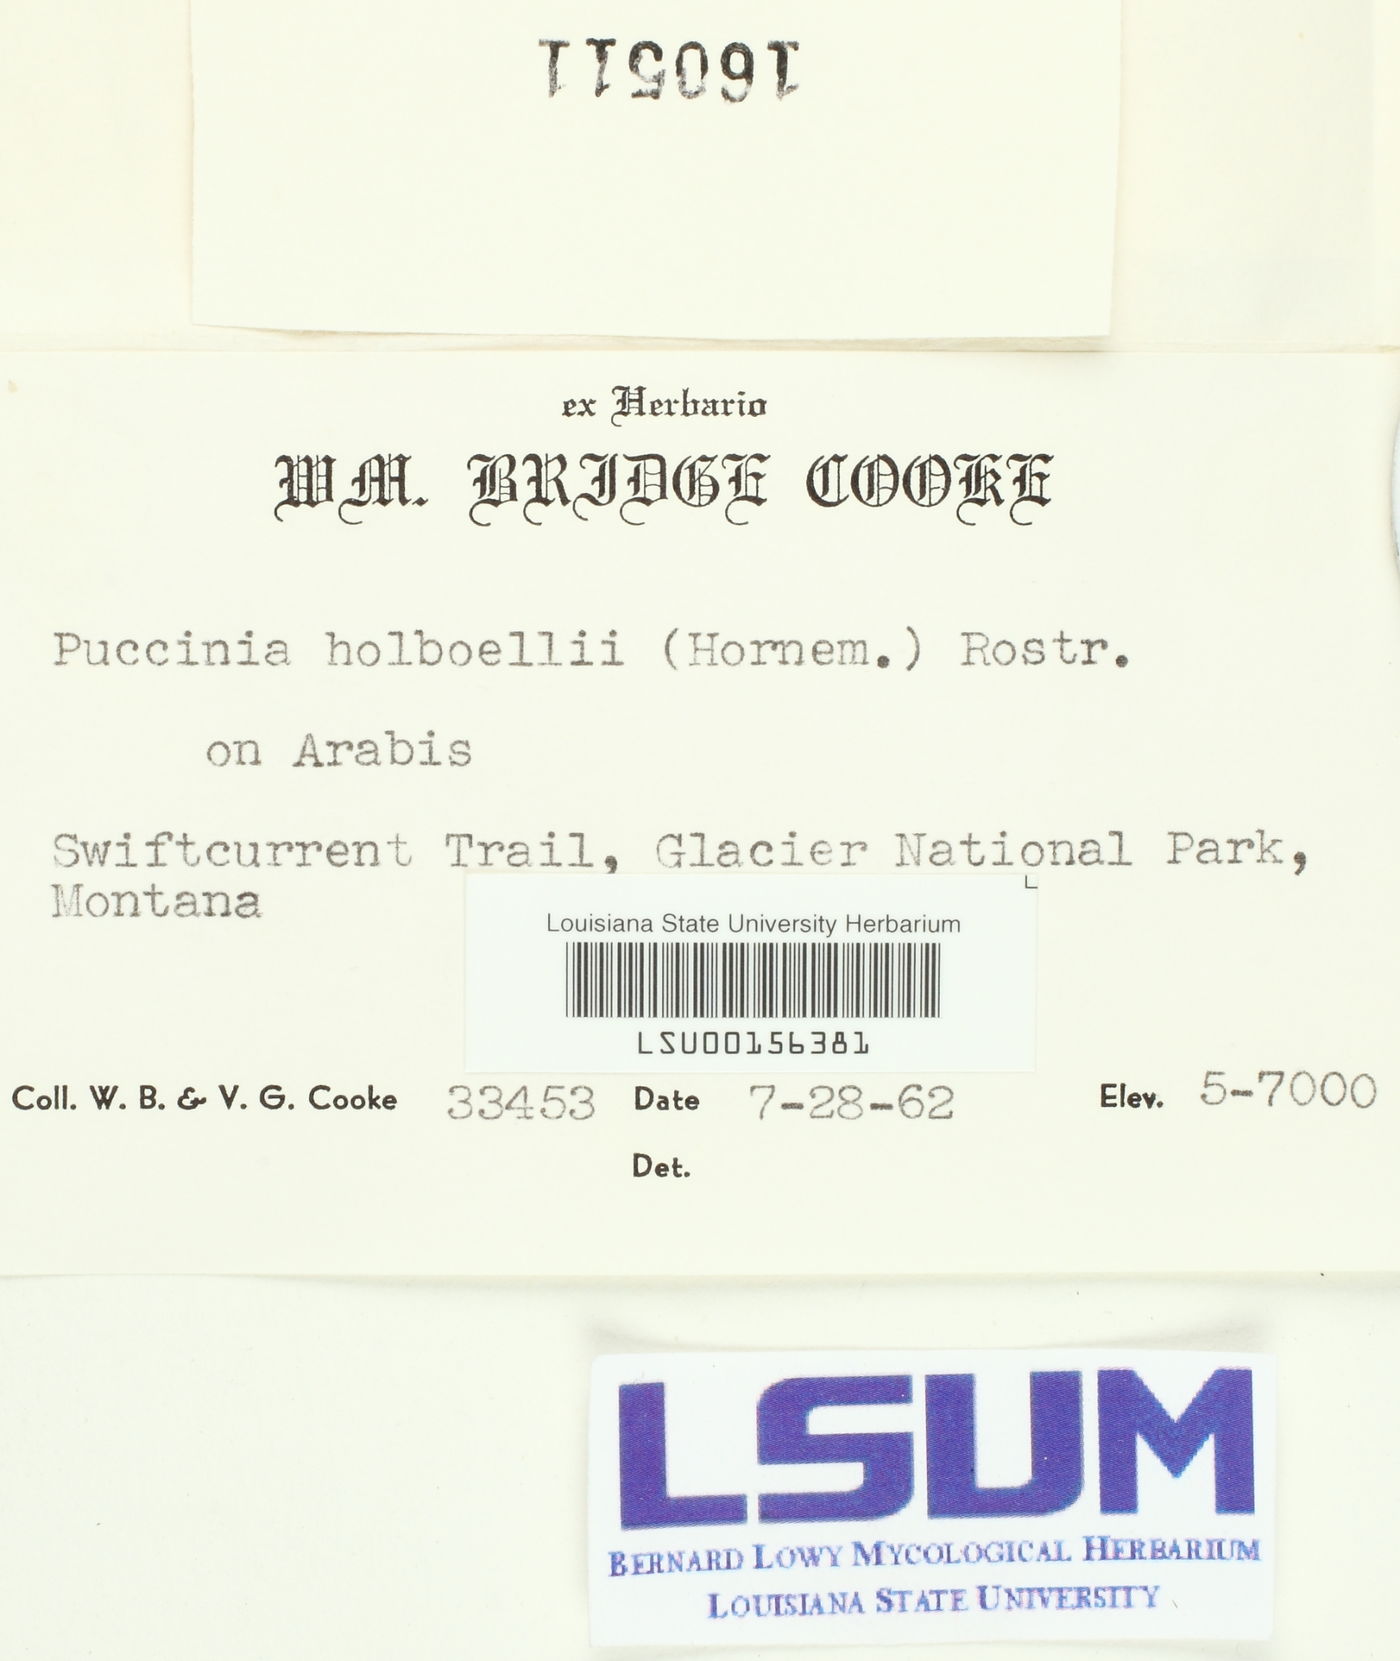 160511
ex Herbario
WM. BRIDGE COOKE
Puccinia holboellii (Hornem.) Rostr.
on Arabis
Swiftcurrent Trail, Glacier National Park,
Montana
Louisiana State University Herbarium
LSU00156381
Coll. W. B. & V. G. Cooke 33453 Date 7-28-62 Elev. 5-7000
Det.
LSUM
BERNARD LOWY MYCOLOGICAL HERBARIUM
LOUISIANA STATE UNIVERSITY